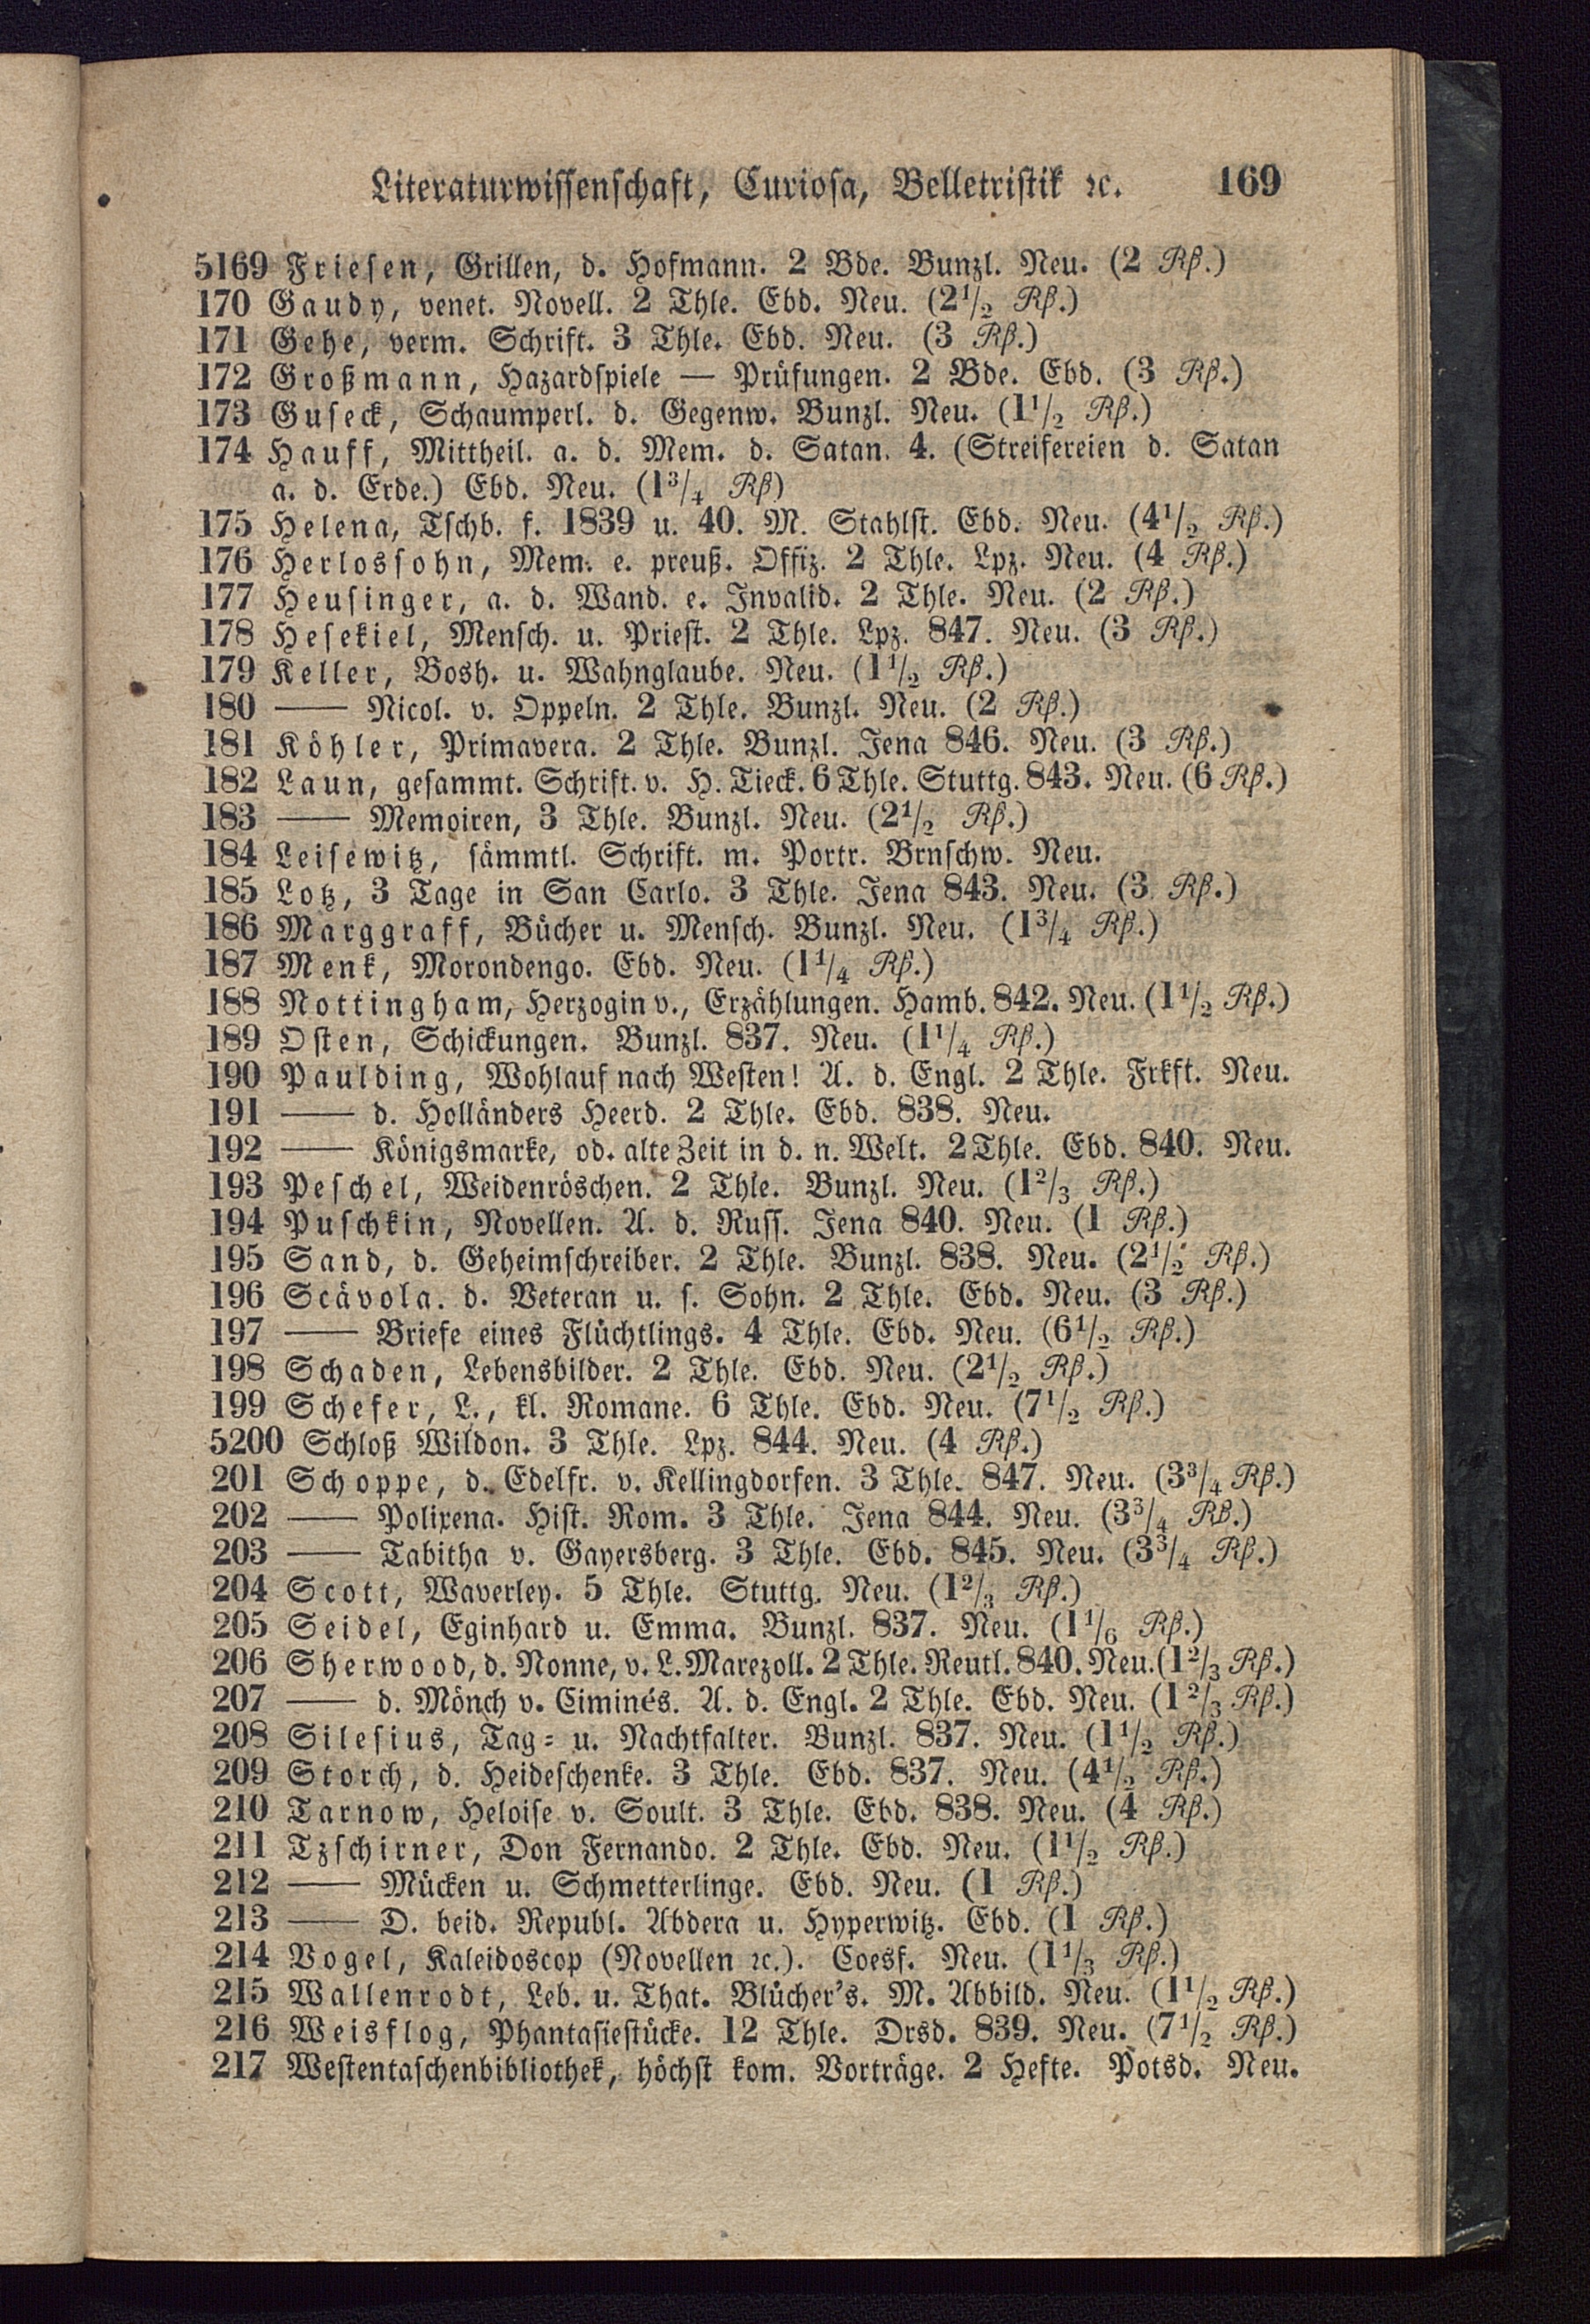 Literaturwissenschaft, Curiosa, Belletristik ꝛc. 169
5169 Friesen, Grillen, d. Hofmann. 2 Bde. Bunzl. Neu. (2 Rß.)
170 Gaudy, venet. Novell. 2 Thle. Ebd. Neu. (2¹/₂ Rß.)
171 Gehe, verm. Schrift. 3 Thle. Ebd. Neu. (3 Rß.)
172 Großmann, Hazardspiele — Prüfungen. 2 Bde. Ebd. (3 Rß.)
173 Guseck, Schaumperl. d. Gegenw. Bunzl. Neu. (1¹/₂ Rß.)
174 Hauff, Mittheil. a. d. Mem. d. Satan. 4. (Streifereien d. Satan
a. d. Erde.) Ebd. Neu. (1³/₄ Rß)
175 Helena, Tschb. f. 1839 u. 40. M. Stahlst. Ebd. Neu. (4¹/₂ Rß.)
176 Herlossohn, Mem. e. preuß. Offiz. 2 Thle. Lpz. Neu. (4 Rß.)
177 Heusinger, a. d. Wand. e. Invalid. 2 Thle. Neu. (2 Rß.)
178 Hesekiel, Mensch. u. Priest. 2 Thle. Lpz. 847. Neu. (3 Rß.)
179 Keller, Bosh. u. Wahnglaube. Neu. (1¹/₂ Rß.)
180 —— Nicol. v. Oppeln. 2 Thle. Bunzl. Neu. (2 Rß.)
181 Köhler, Primavera. 2 Thle. Bunzl. Jena 846. Neu. (3 Rß.)
182 Laun, gesammt. Schrift. v. H. Tieck. 6 Thle. Stuttg. 843. Neu. (6 Rß.)
183 —— Memoiren, 3 Thle. Bunzl. Neu. (2¹/₂ Rß.)
184 Leisewitz, sämmtl. Schrift. m. Portr. Brnschw. Neu.
185 Lotz, 3 Tage in San Carlo. 3 Thle. Jena 843. Neu. (3 Rß.)
186 Marggraff, Bücher u. Mensch. Bunzl. Neu. (1³/₄ Rß.)
187 Menk, Morondengo. Ebd. Neu. (1¹/₄ Rß.)
188 Nottingham, Herzogin v., Erzählungen. Hamb. 842. Neu. (1¹/₂ Rß.)
189 Osten, Schickungen. Bunzl. 837. Neu. (1¹/₄ Rß.)
190 Paulding, Wohlauf nach Westen! A. d. Engl. 2 Thle. Frkft. Neu.
191 —— d. Holländers Heerd. 2 Thle. Ebd. 838. Neu.
192 —— Königsmarke, od. alte Zeit in d. n. Welt. 2 Thle. Ebd. 840. Neu.
193 Peschel, Weidenröschen. 2 Thle. Bunzl. Neu. (1²/₃ Rß.)
194 Puschkin, Novellen. A. d. Russ. Jena 840. Neu. (1 Rß.)
195 Sand, d. Geheimschreiber. 2 Thle. Bunzl. 838. Neu. (2¹/₂ Rß.)
196 Scävola. d. Veteran u. s. Sohn. 2 Thle. Ebd. Neu. (3 Rß.)
197 —— Briefe eines Flüchtlings. 4 Thle. Ebd. Neu. (6¹/₂ Rß.)
198 Schaden, Lebensbilder. 2 Thle. Ebd. Neu. (2¹/₂ Rß.)
199 Schefer, L., kl. Romane. 6 Thle. Ebd. Neu. (7¹/₂ Rß.)
5200 Schloß Wildon. 3 Thle. Lpz. 844. Neu. (4 Rß.)
201 Schoppe, d. Edelfr. v. Kellingdorfen. 3 Thle. 847. Neu. (3³/₄ Rß.)
202 —— Polixena. Hist. Rom. 3 Thle. Jena 844. Neu. (3³/₄ Rß.)
203 —— Tabitha v. Gayersberg. 3 Thle. Ebd. 845. Neu. (3³/₄ Rß.)
204 Scott, Waverley. 5 Thle. Stuttg. Neu. (1²/₃ Rß.)
205 Seidel, Eginhard u. Emma. Bunzl. 837. Neu. (1¹/₆ Rß.)
206 Sherwood, d. Nonne, v. L. Marezoll. 2 Thle. Reutl. 840. Neu. (1²/₃ Rß.)
207 —— d. Mönch v. Ciminés. A. d. Engl. 2 Thle. Ebd. Neu. (1²/₃ Rß.)
208 Silesius, Tag- u. Nachtfalter. Bunzl. 837. Neu. (1¹/₂ Rß.)
209 Storch, d. Heideschenke. 3 Thle. Ebd. 837. Neu. (4¹/₂ Rß.)
210 Tarnow, Heloise v. Soult. 3 Thle. Ebd. 838. Neu. (4 Rß.)
211 Tzschirner, Don Fernando. 2 Thle. Ebd. Neu. (1¹/₂ Rß.)
212 —— Mücken u. Schmetterlinge. Ebd. Neu. (1 Rß.)
213 —— D. beid. Republ. Abdera u. Hyperwitz. Ebd. (1 Rß.)
214 Vogel, Kaleidoscop (Novellen ꝛc.). Coesf. Neu. (1¹/₃ Rß.)
215 Wallenrodt, Leb. u. That. Blücher's. M. Abbild. Neu. (1¹/₂ Rß.)
216 Weisflog, Phantasiestücke. 12 Thle. Drsd. 839. Neu. (7¹/₂ Rß.)
217 Westentaschenbibliothek, höchst kom. Vorträge. 2 Hefte. Potsd. Neu.